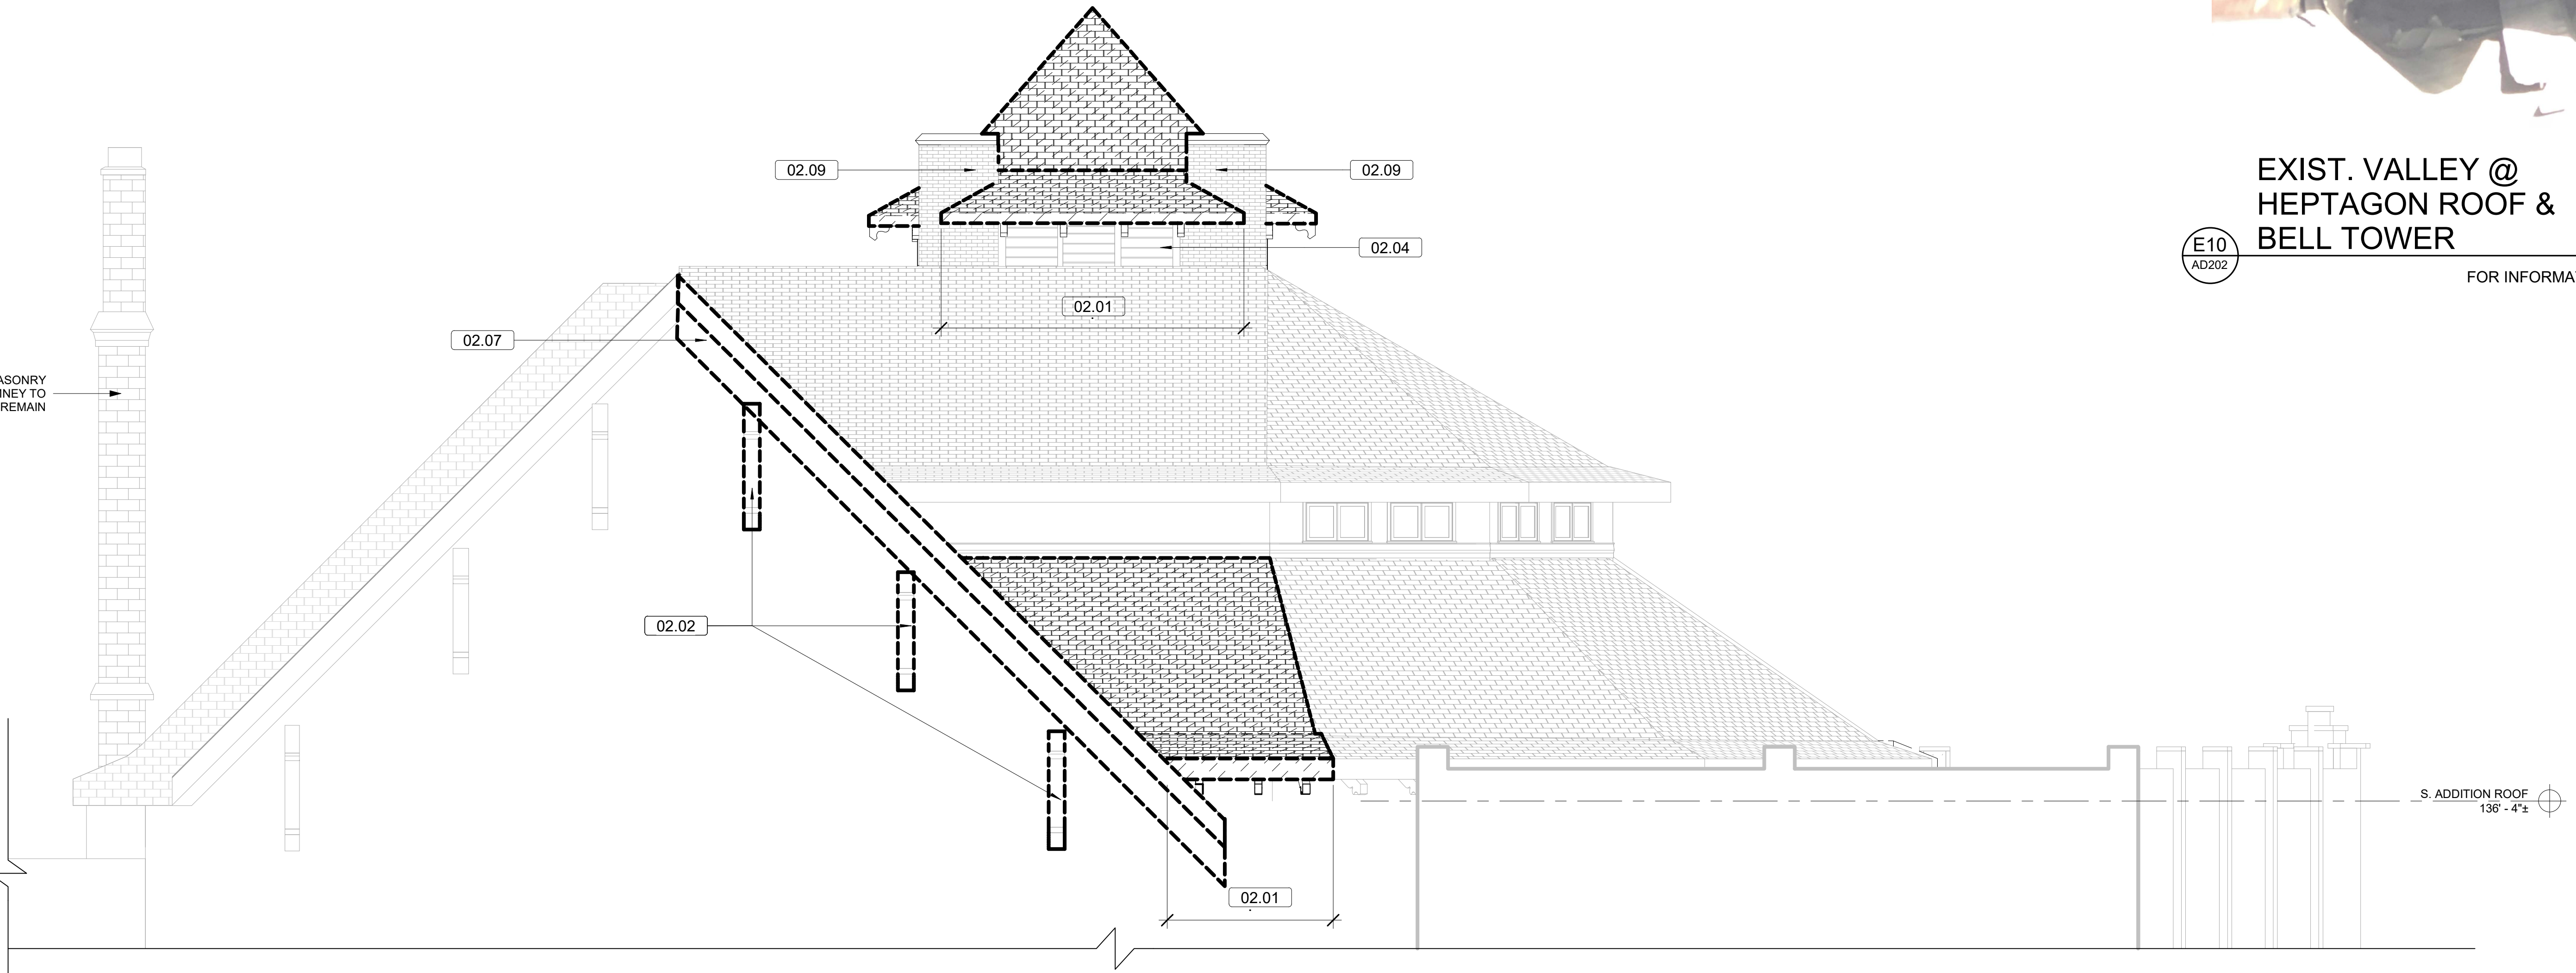 02.09
02.09
02.04
02.01
02.07
ASONRY
INEY TO
REMAIN
02.02
02.01
EXIST. VALLEY @
HEPTAGON ROOF &
BELL TOWER
E10
AD202
FOR INFORMA
S. ADDITION ROOF
136' - 4"±